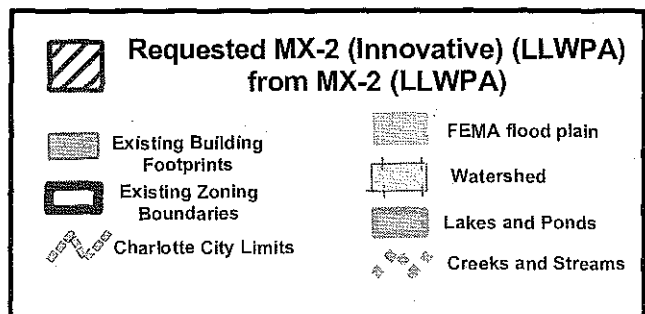 Requested MX-2 (Innovative) (LLWPA)
from MX-2 (LLWPA)
Existing Building
Footprints
Existing Zoning
Boundaries
Charlotte City Limits
FEMA flood plain
Watershed
Lakes and Ponds
Creeks and Streams